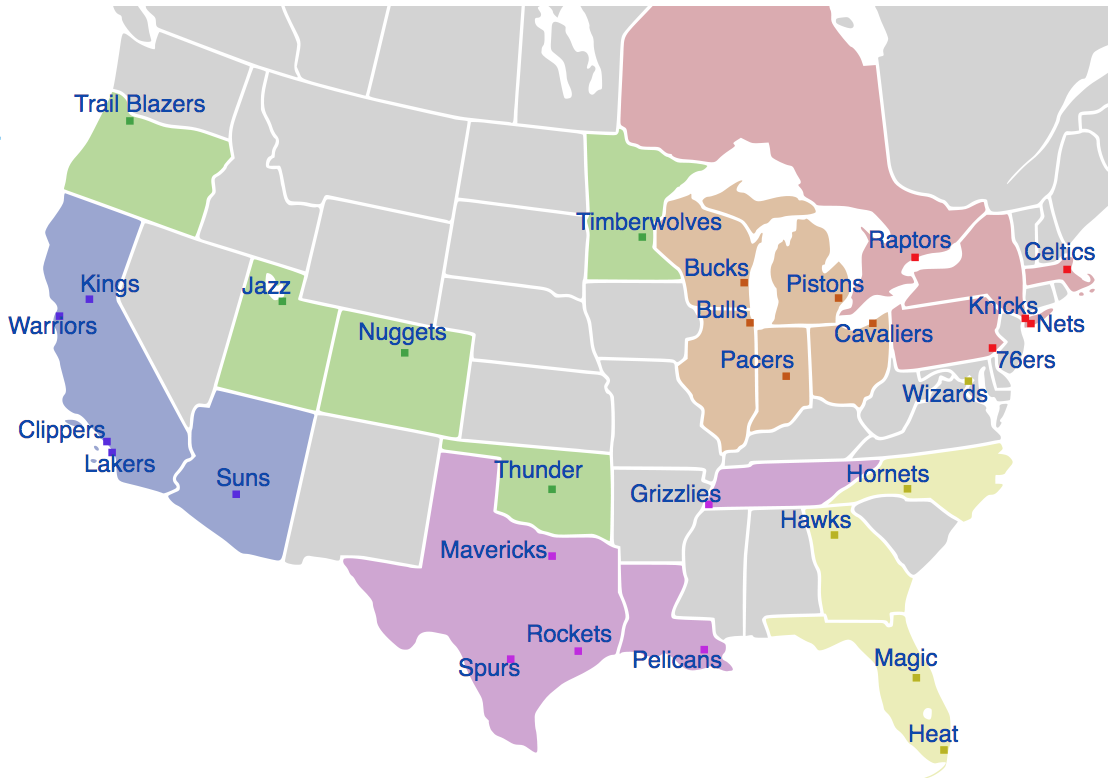 Trail Blazers
Timberwolves
Raptors
Celtics
Bucks
Kings
Jazz
Pistons
Knicks
Bulls
Nets
Warriors
Nuggets
Cavaliers
Pacers
76ers
Wizards
Clippers
Lakers
Thunder
Hornets
Suns
Grizzlies
Hawks
Mavericks
Rockets
Magic
Pelicans
Spurs
Heat